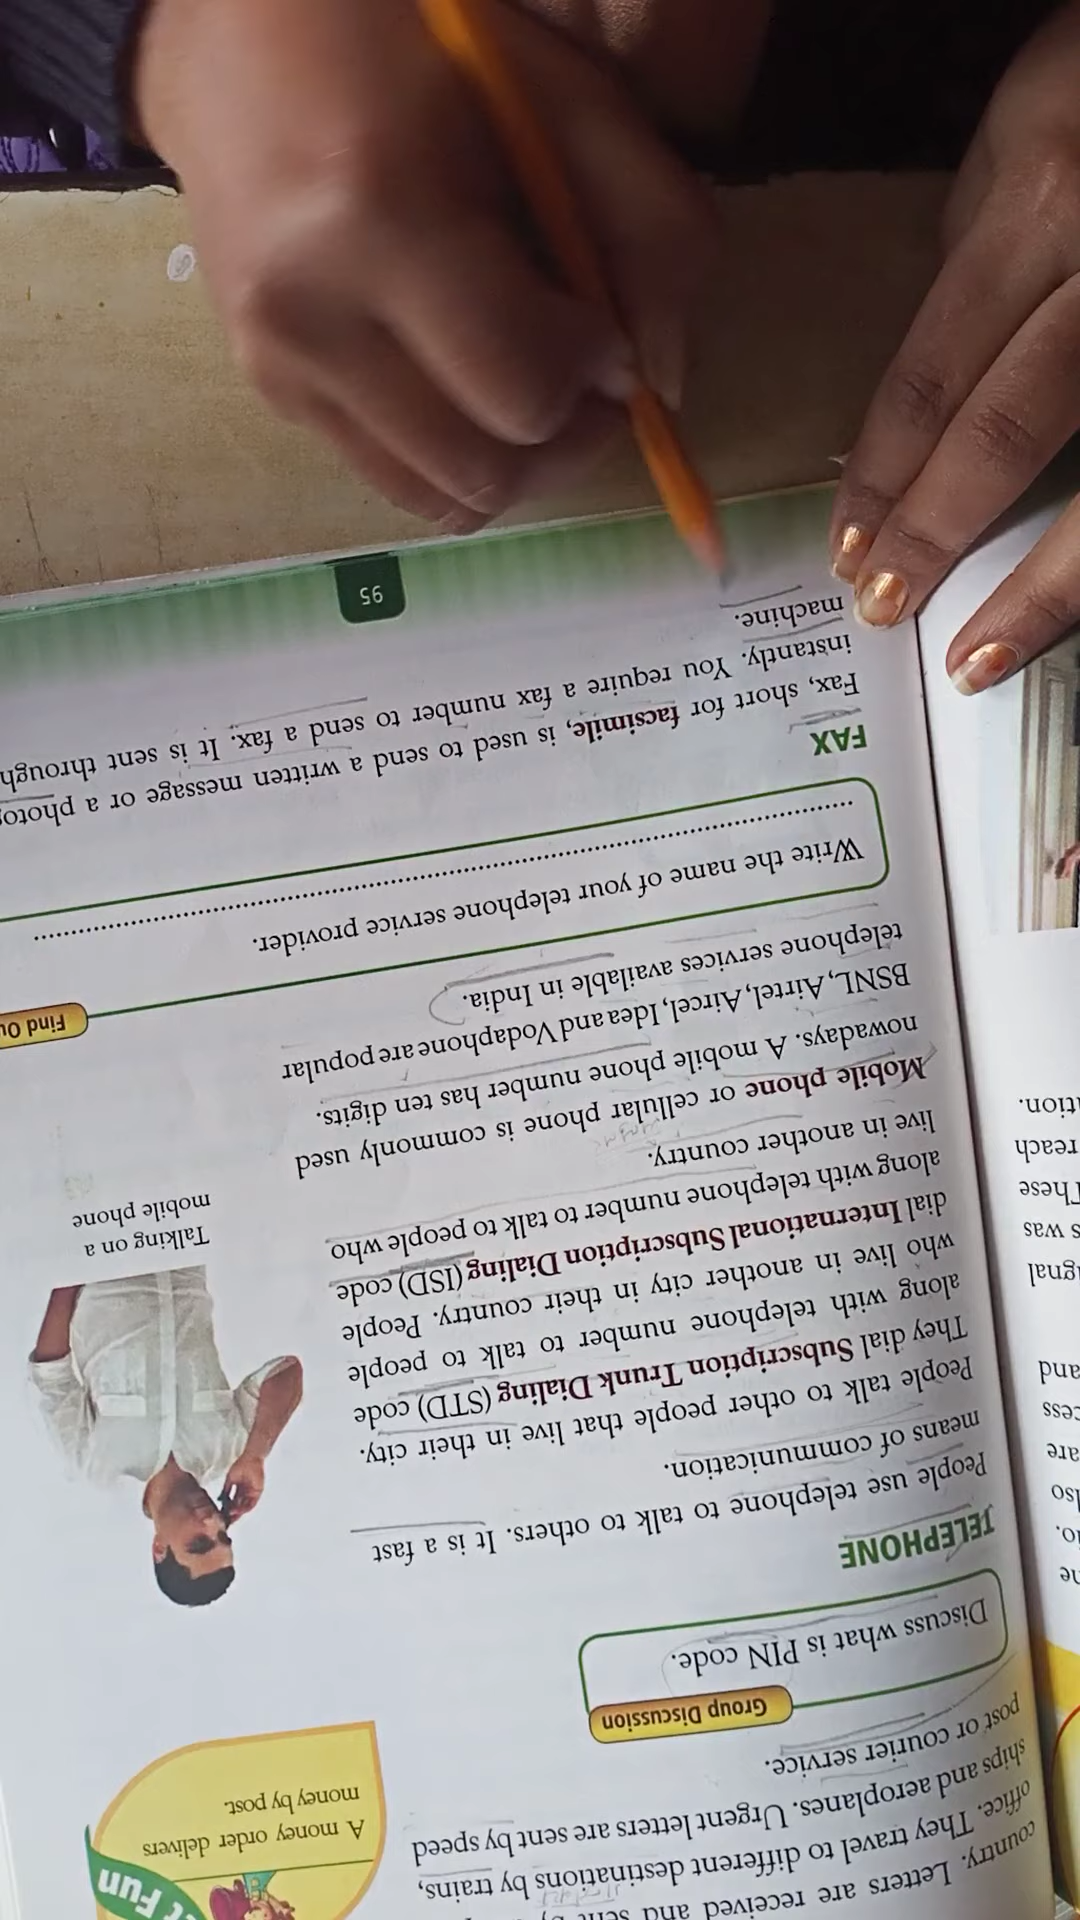 country. Letters are received and sent
office. They travel to different destinations by trains,
ships and aeroplanes. Urgent letters are sent by speed
post or courier service.
Fun
A money order delivers
money by post.
Group Discussion
Discuss what is PIN code.
TELEPHONE
People use telephone to talk to others. It is a fast
means of communication.
People talk to other people that live in their city.
They dial Subscription Trunk Dialing (STD) code
along with telephone number to talk to people
who live in another city in their country. People
dial International Subscription Dialing (ISD) code
along with telephone number to talk to people who
live in another country.
Talking on a
mobile phone
Mobile phone or cellular phone is commonly used
nowadays. A mobile phone number has ten digits.
BSNL, Airtel, Aircel, Idea and Vodaphone are popular
telephone services available in India.
Find
Write the name of your telephone service provider.
FAX
Fax, short for facsimile, is used to send a written message or a
instantly. You require a fax number to send a fax. It is sent through
machine.
95
are
and
was
These
reach